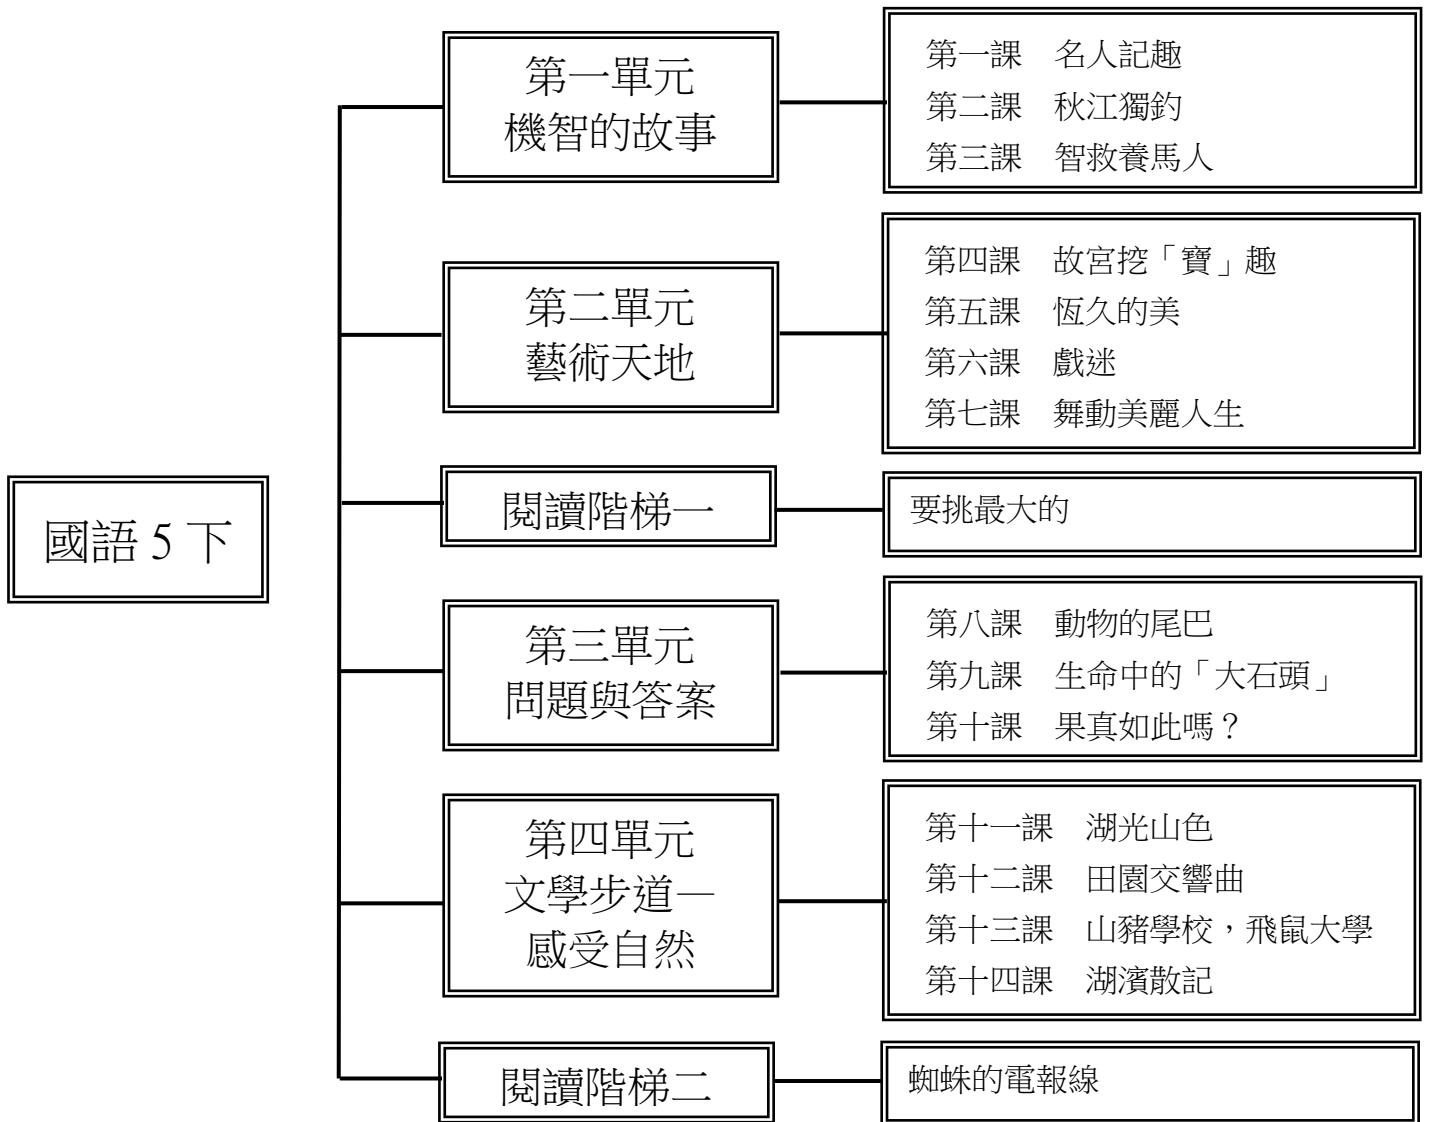 國語 5 下
第一單元
機智的故事
第一課　名人記趣
第二課　秋江獨釣
第三課　智救養馬人
第二單元
藝術天地
第四課　故宮挖「寶」趣
第五課　恆久的美
第六課　戲迷
第七課　舞動美麗人生
閱讀階梯一
要挑最大的
第三單元
問題與答案
第八課　動物的尾巴
第九課　生命中的「大石頭」
第十課　果真如此嗎？
第四單元
文學步道—
感受自然
第十一課　湖光山色
第十二課　田園交響曲
第十三課　山豬學校，飛鼠大學
第十四課　湖濱散記
閱讀階梯二
蜘蛛的電報線